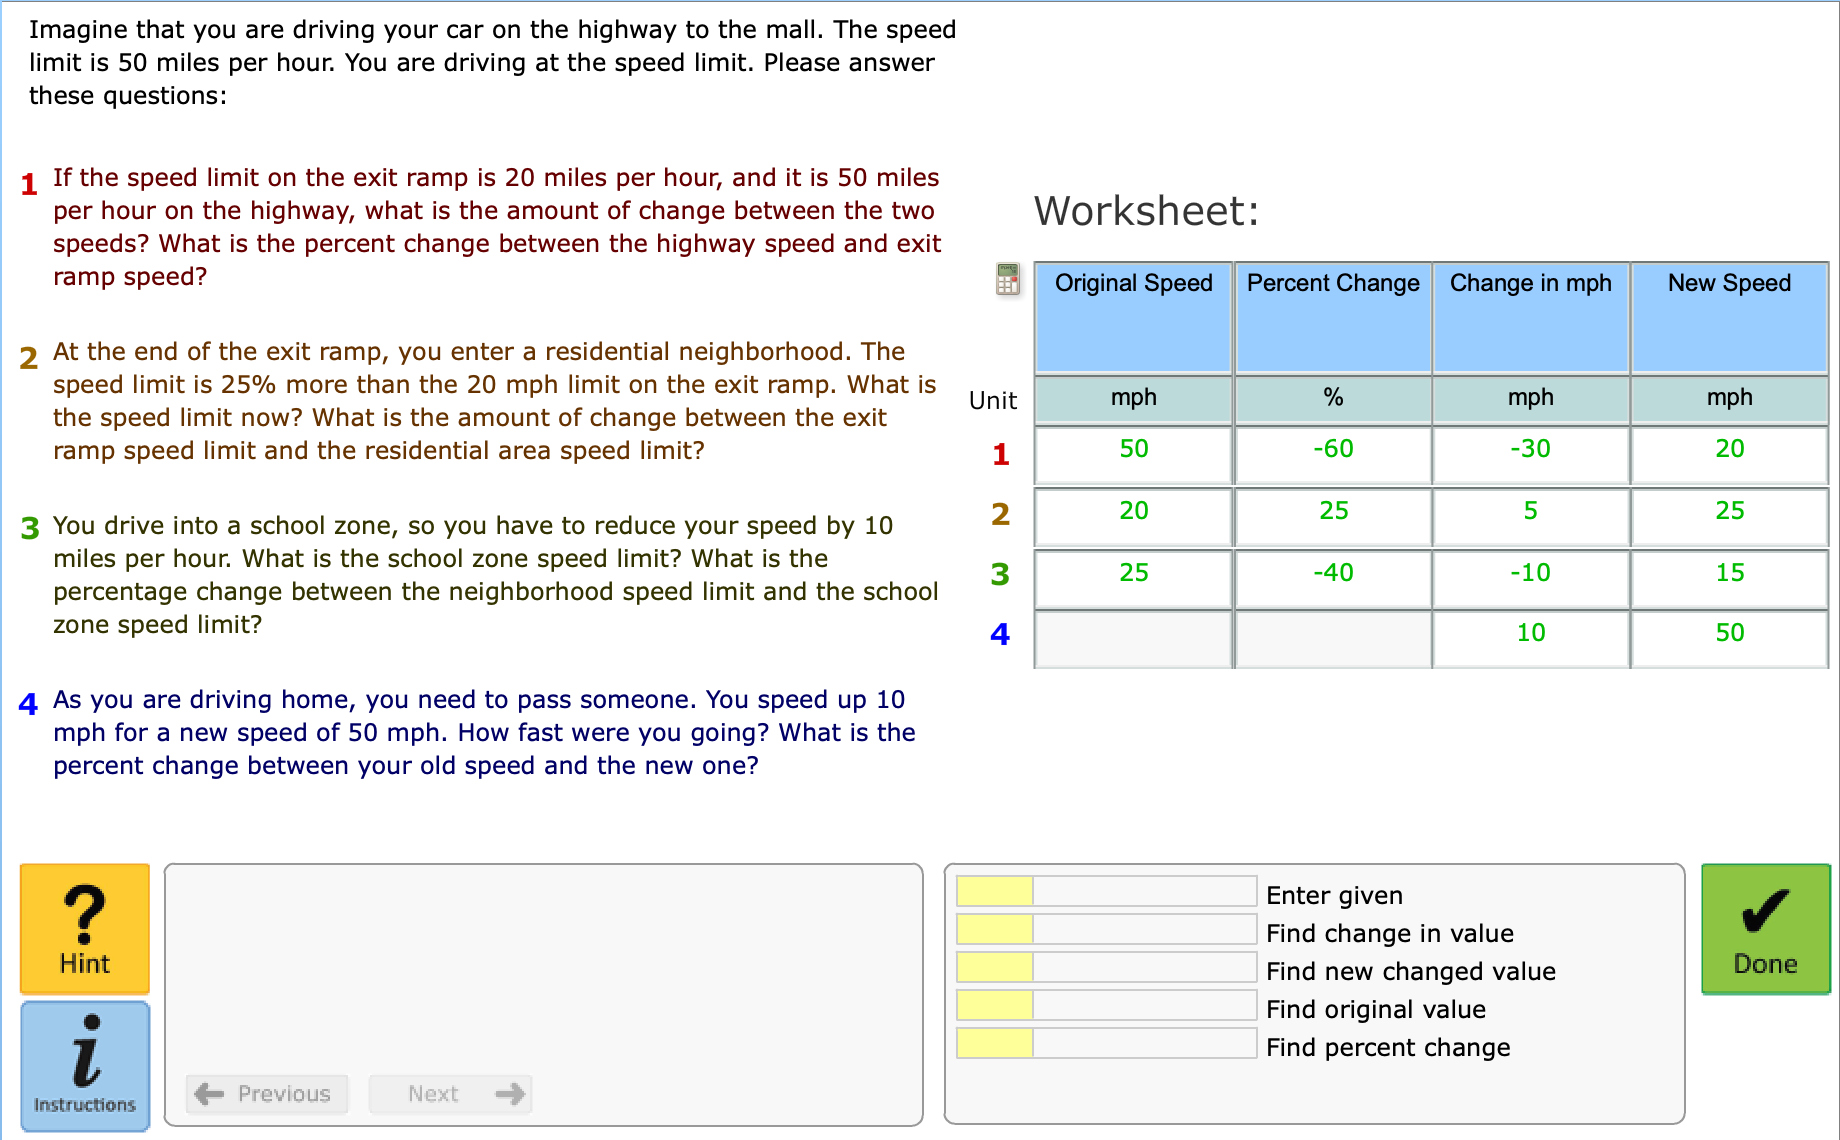 Imagine that you are driving your car on the highway to the mall. The speed
limit is 50 miles per hour. You are driving at the speed limit. Please answer
these questions:
1 If the speed limit on the exit ramp is 20 miles per hour, and it is 50 miles
per hour on the highway, what is the amount of change between the two
speeds? What is the percent change between the highway speed and exit
ramp speed?
2 At the end of the exit ramp, you enter a residential neighborhood. The
speed limit is 25% more than the 20 mph limit on the exit ramp. What is
the speed limit now? What is the amount of change between the exit
ramp speed limit and the residential area speed limit?
3 You drive into a school zone, so you have to reduce your speed by 10
miles per hour. What is the school zone speed limit? What is the
percentage change between the neighborhood speed limit and the school
zone speed limit?
4 As you are driving home, you need to pass someone. You speed up 10
mph for a new speed of 50 mph. How fast were you going? What is the
percent change between your old speed and the new one?
Worksheet:
Original Speed Percent Change Change in mph New Speed
Unit mph % mph mph
1 50 -60 -30 20
2 20 25 5 25
3 25 -40 -10 15
4 10 50
? Hint
i Instructions
Previous Next
Enter given
Find change in value
Find new changed value
Find original value
Find percent change
Done